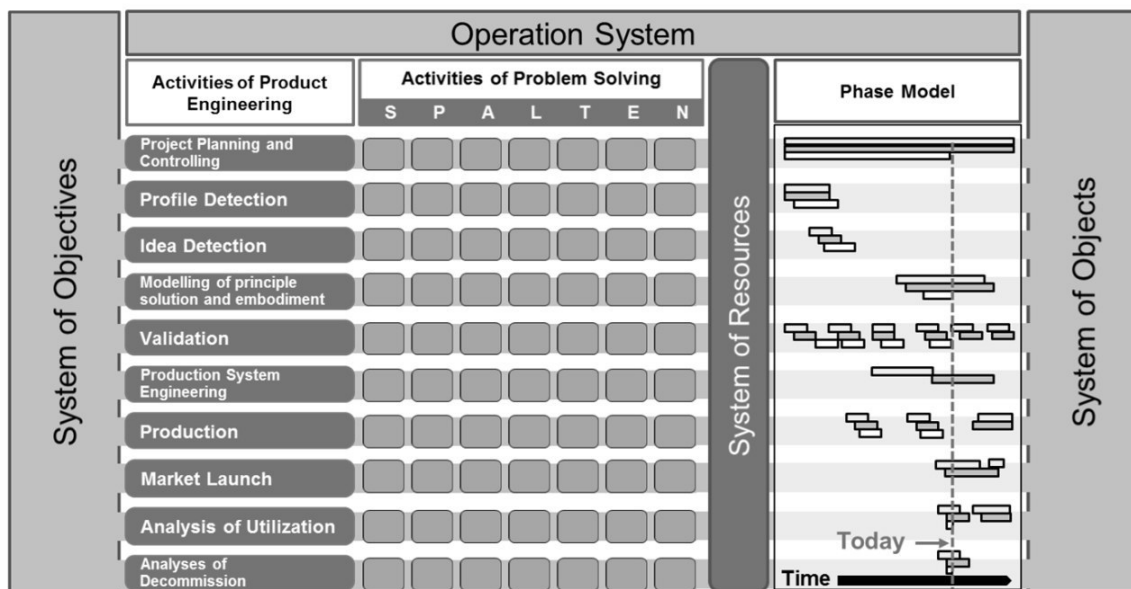 System of Objectives
Operation System
Activities of Product
Engineering
Activities of Problem Solving
S P A L T E N
System of Resources
Phase Model
System of Objects
Project Planning and
Controlling
Profile Detection
Idea Detection
Modelling of principle
solution and embodiment
Validation
Production System
Engineering
Production
Market Launch
Analysis of Utilization
Analyses of
Decommission
Today
Time